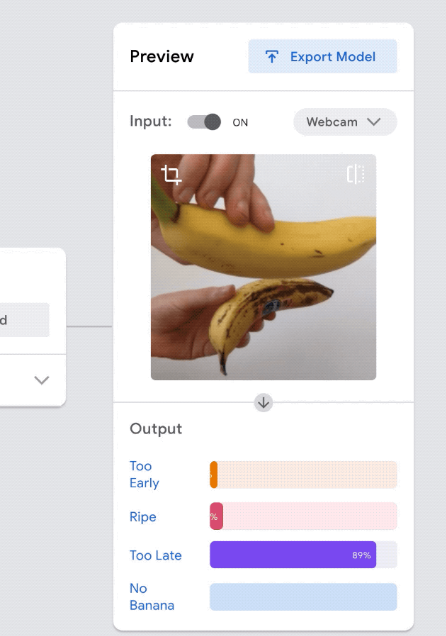 Preview
Export Model
Input:
ON
Webcam
d
Output
Too
Early
Ripe
%
Too Late
89%
No
Banana